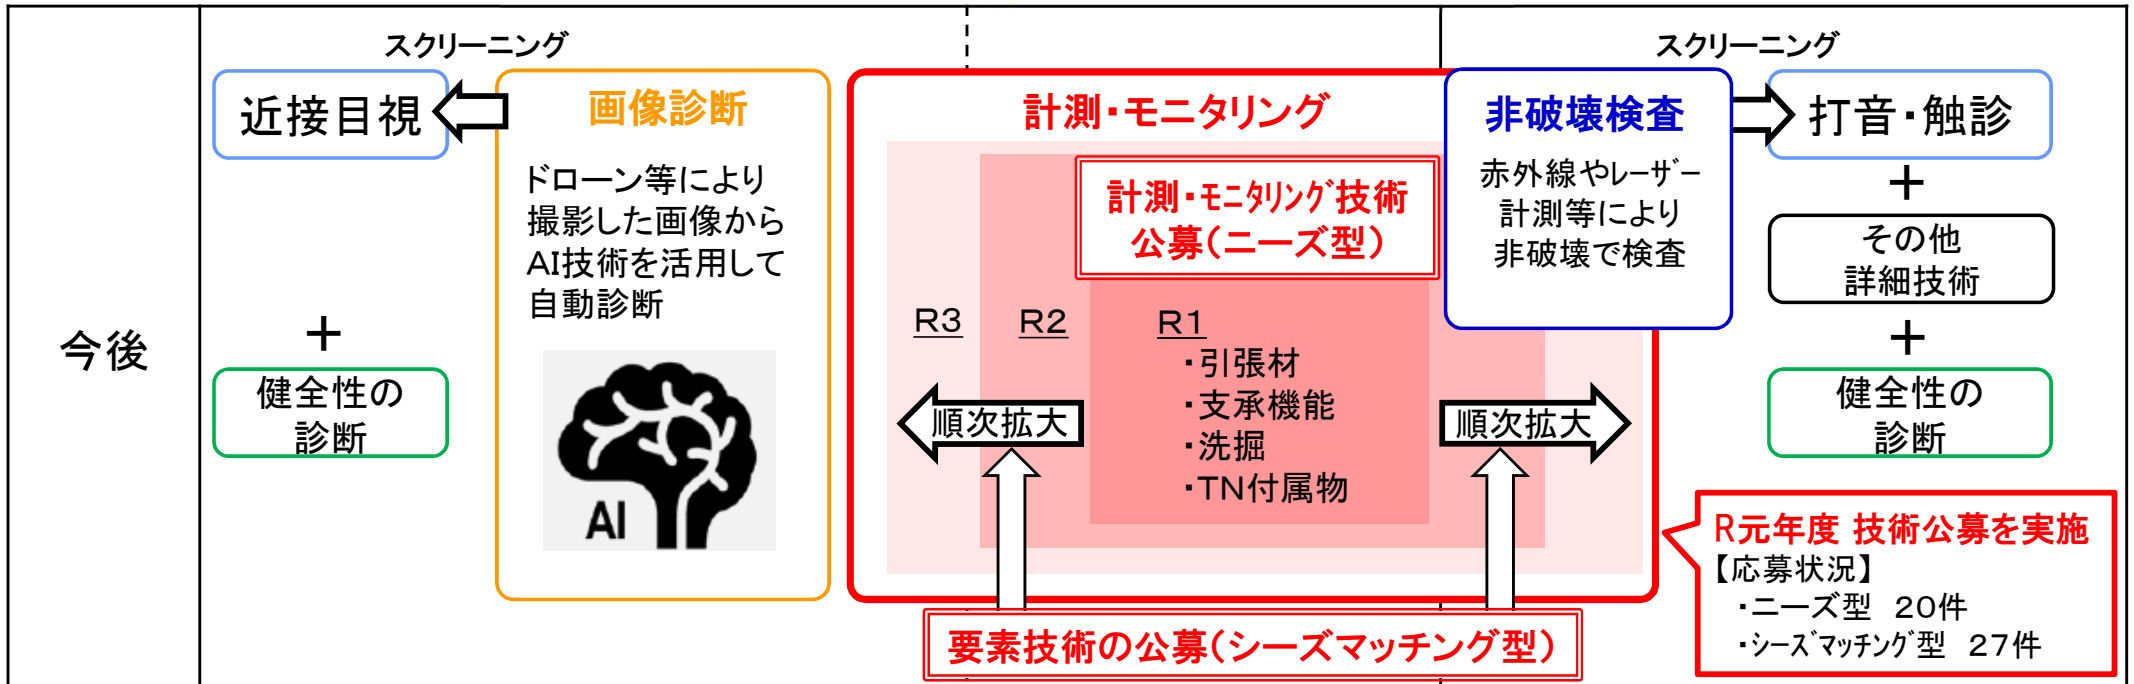 今後
スクリーニング
近接目視
+
健全性の
診断
画像診断
ドローン等により
撮影した画像から
AI技術を活用して
自動診断
AI
計測・モニタリング
計測・ﾓﾆﾀﾘﾝｸﾞ技術
公募（ニーズ型）
R3
R2
R1
・引張材
・支承機能
・洗掘
・TN付属物
順次拡大
順次拡大
要素技術の公募（シーズマッチング型）
非破壊検査
赤外線やﾚｰｻﾞｰ
計測等により
非破壊で検査
スクリーニング
打音・触診
+
その他
詳細技術
+
健全性の
診断
R元年度 技術公募を実施
【応募状況】
・ニーズ型 20件
・ｼｰｽﾞﾏｯﾁﾝｸﾞ型 27件